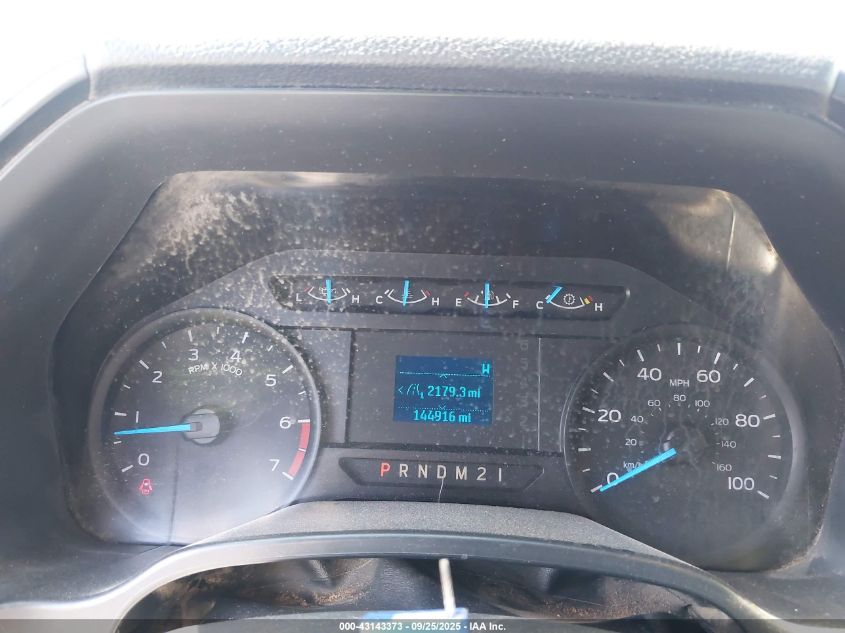 L H C H E F C H
3 4
RPM X 1000
2 5
1 6
0 7
W
2179.3 mi
144916 mi
P R N D M 2 1
40 60
MPH
60 80 100
20 80
40 120
20 140
km/h
0 160 100
000-43143373 - 09/25/2025 - IAA Inc.